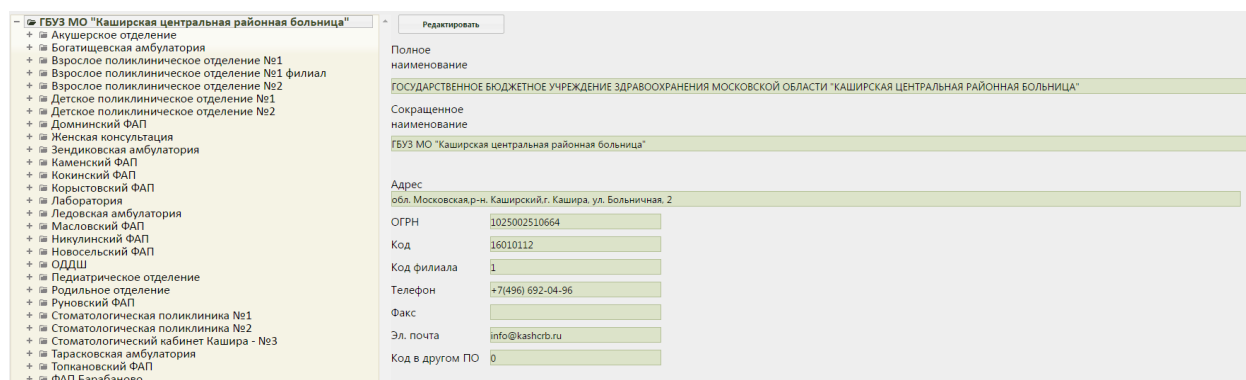 ГБУЗ МО "Каширская центральная районная больница"
Акушерское отделение
Богатищевская амбулатория
Взрослое поликлиническое отделение №1
Взрослое поликлиническое отделение №1 филиал
Взрослое поликлиническое отделение №2
Детское поликлиническое отделение №1
Детское поликлиническое отделение №2
Домнинский ФАП
Женская консультация
Зендиковская амбулатория
Каменский ФАП
Кокинский ФАП
Корыстовский ФАП
Лаборатория
Ледовская амбулатория
Масловский ФАП
Никулинский ФАП
Новосельский ФАП
ОДДШ
Педиатрическое отделение
Родильное отделение
Руновский ФАП
Стоматологическая поликлиника №1
Стоматологическая поликлиника №2
Стоматологический кабинет Кашира - №3
Тарасковская амбулатория
Топкановский ФАП
ФАП Барабаново
Редактировать
Полное
наименование
ГОСУДАРСТВЕННОЕ БЮДЖЕТНОЕ УЧРЕЖДЕНИЕ ЗДРАВООХРАНЕНИЯ МОСКОВСКОЙ ОБЛАСТИ "КАШИРСКАЯ ЦЕНТРАЛЬНАЯ РАЙОННАЯ БОЛЬНИЦА"
Сокращенное
наименование
ГБУЗ МО "Каширская центральная районная больница"
Адрес
обл. Московская,р-н. Каширский,г. Кашира, ул. Больничная, 2
ОГРН 1025002510664
Код 16010112
Код филиала 1
Телефон +7(496) 692-04-96
Факс
Эл. почта info@kashcrb.ru
Код в другом ПО 0